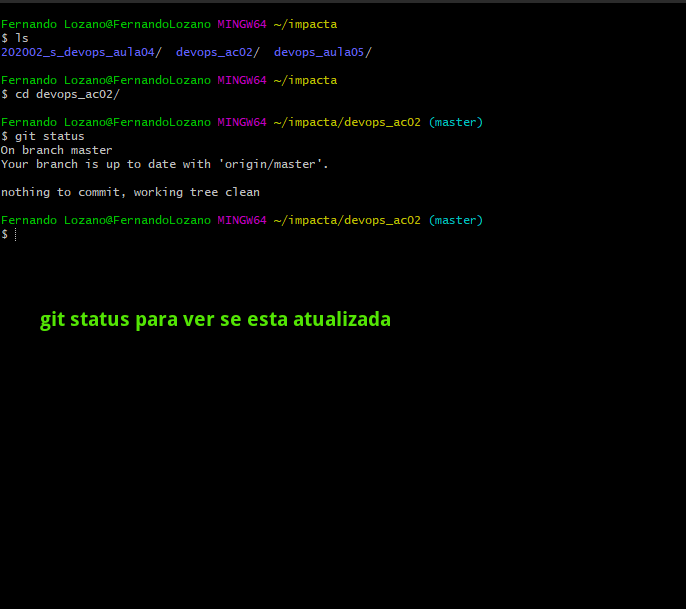 Fernando Lozano@FernandoLozano MINGW64 ~/impacta
$ ls
202002_s_devops_aula04/  devops_ac02/  devops_aula05/
Fernando Lozano@FernandoLozano MINGW64 ~/impacta
$ cd devops_ac02/
Fernando Lozano@FernandoLozano MINGW64 ~/impacta/devops_ac02 (master)
$ git status
On branch master
Your branch is up to date with 'origin/master'.
nothing to commit, working tree clean
Fernando Lozano@FernandoLozano MINGW64 ~/impacta/devops_ac02 (master)
$
git status para ver se esta atualizada